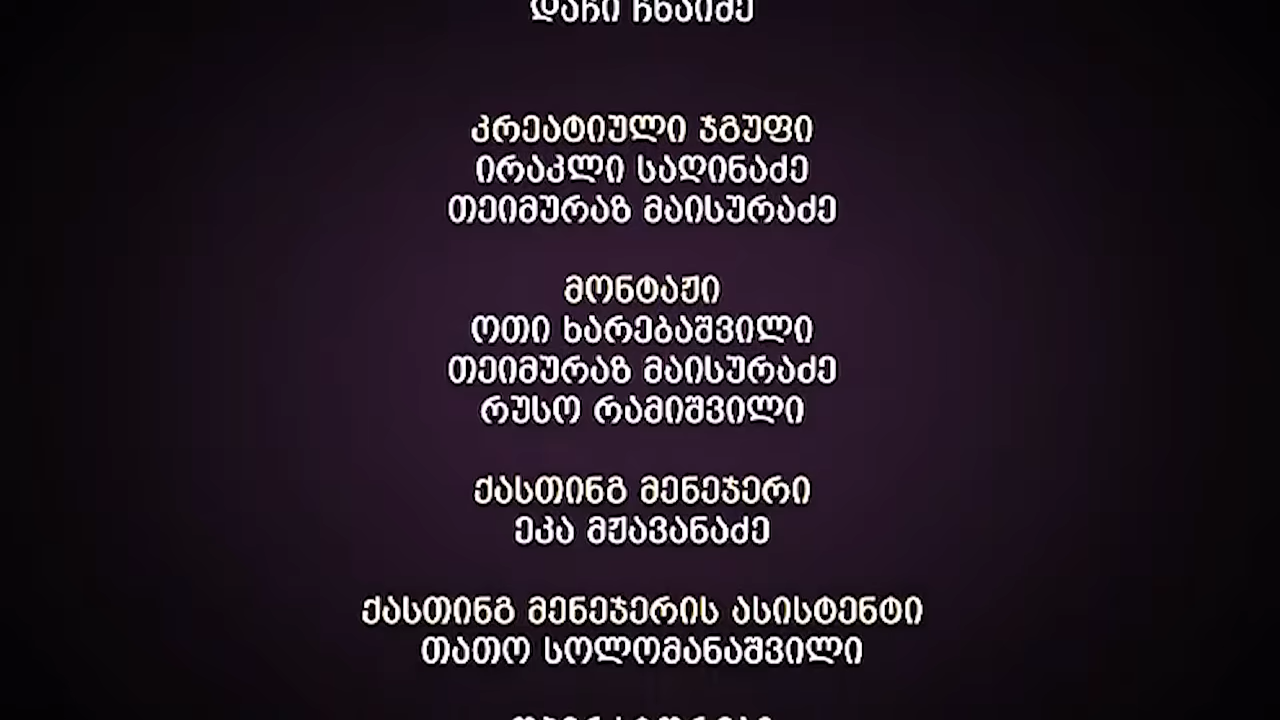 კრეატიული ჯგუფი
ირაკლი საღინაძე
თეიმურაზ მაისურაძე
მონტაჟი
ოთი ხარებაშვილი
თეიმურაზ მაისურაძე
რუსო რამიშვილი
ქასთინგ მენეჯერი
ეკა მჟავანაძე
ქასთინგ მენეჯერის ასისტენტი
თათო სოლომანაშვილი